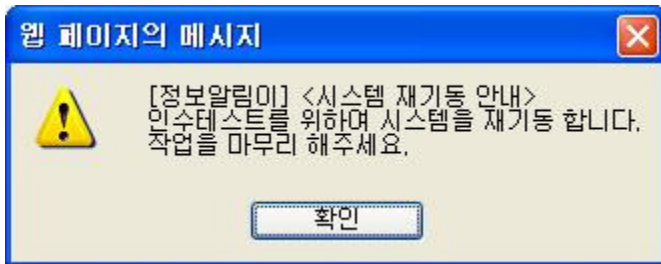 웹 페이지의 메시지
[정보알림이] <시스템 재기동 안내>
인수테스트를 위하여 시스템을 재기동 합니다.
작업을 마무리 해주세요.
확인